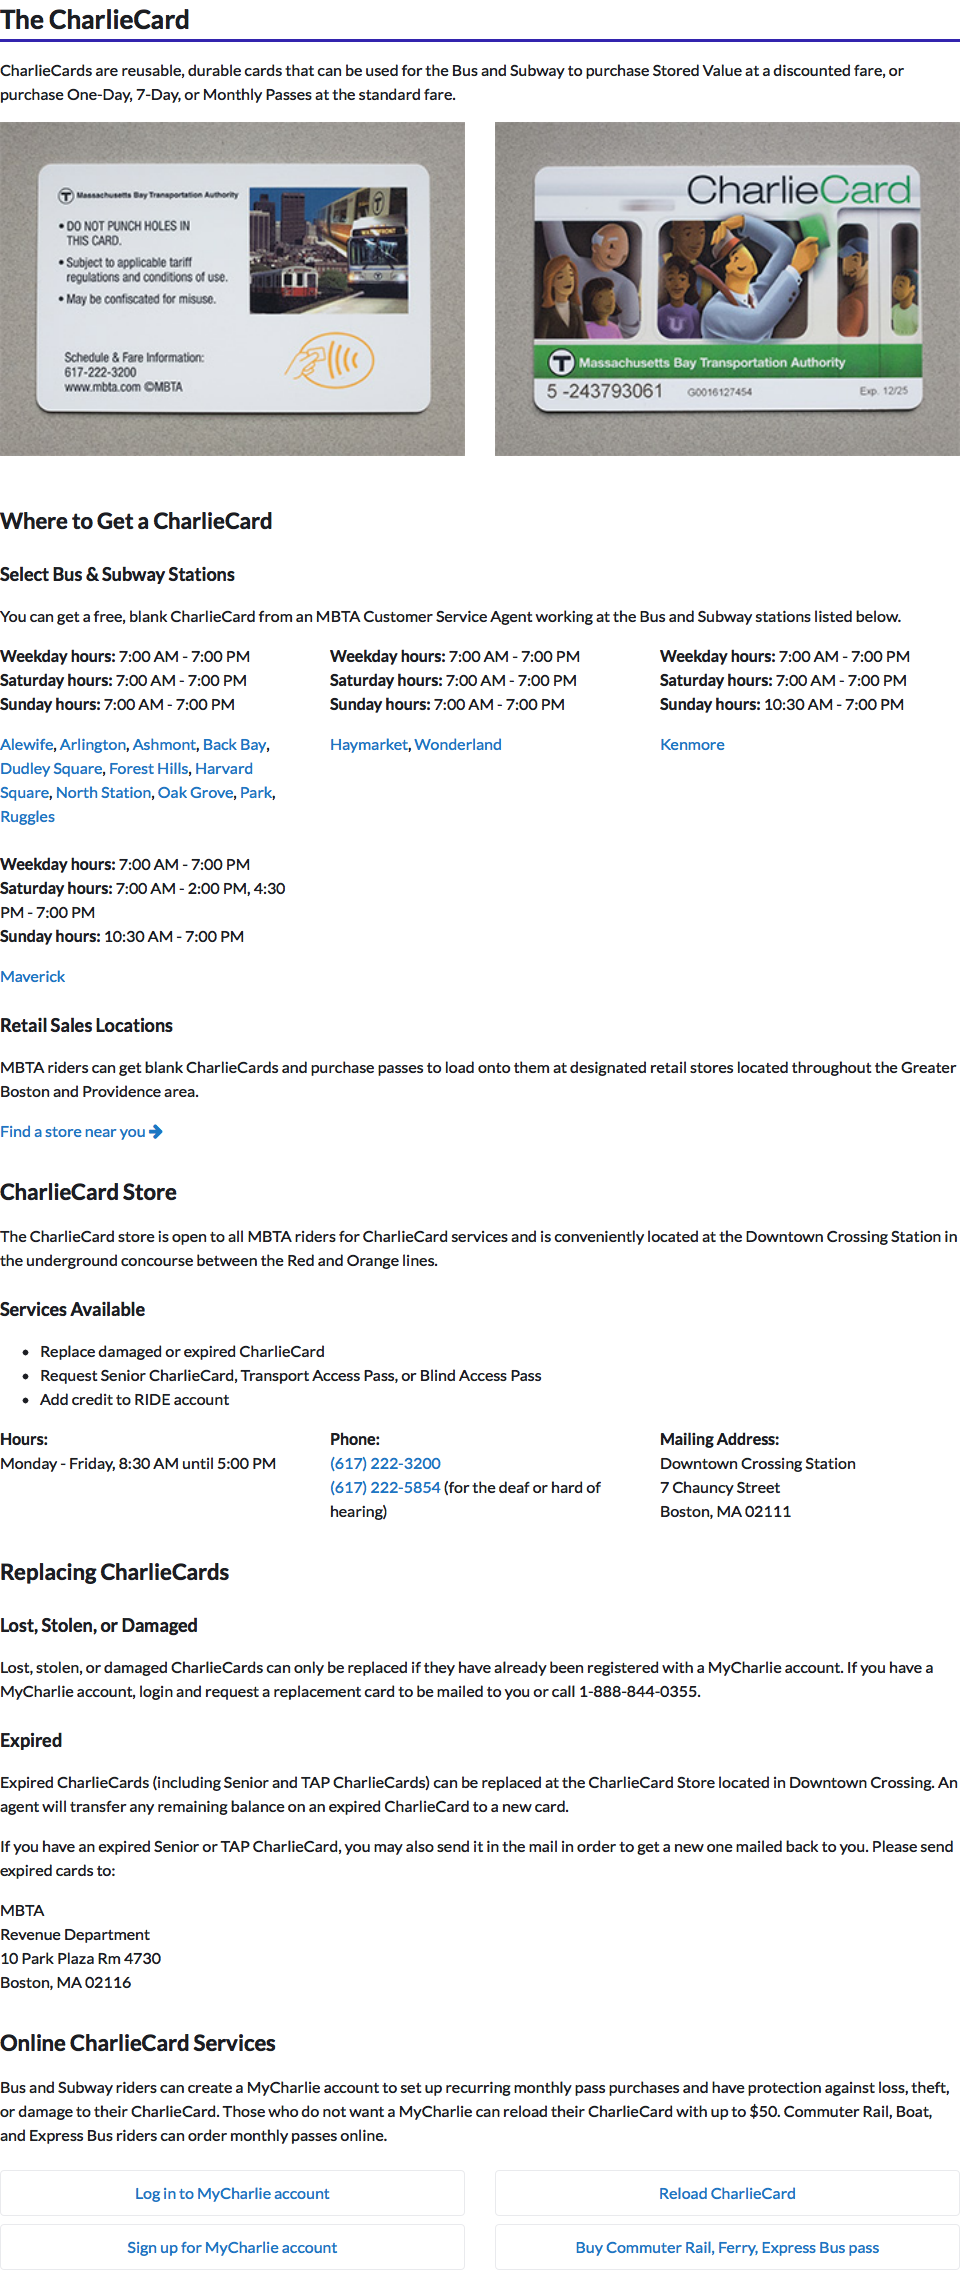 The CharlieCard
CharlieCards are reusable, durable cards that can be used for the Bus and Subway to purchase Stored Value at a discounted fare, or
purchase One-Day, 7-Day, or Monthly Passes at the standard fare.
T Massachusetts Bay Transportation Authority
• DO NOT PUNCH HOLES IN
THIS CARD.
• Subject to applicable tariff
regulations and conditions of use.
• May be confiscated for misuse.
Schedule & Fare Information:
617-222-3200
www.mbta.com ©MBTA
CharlieCard
T Massachusetts Bay Transportation Authority
5 -243793061 G0016127454 Exp. 12/25
Where to Get a CharlieCard
Select Bus & Subway Stations
You can get a free, blank CharlieCard from an MBTA Customer Service Agent working at the Bus and Subway stations listed below.
Weekday hours: 7:00 AM - 7:00 PM
Saturday hours: 7:00 AM - 7:00 PM
Sunday hours: 7:00 AM - 7:00 PM
Alewife, Arlington, Ashmont, Back Bay,
Dudley Square, Forest Hills, Harvard
Square, North Station, Oak Grove, Park,
Ruggles
Weekday hours: 7:00 AM - 7:00 PM
Saturday hours: 7:00 AM - 7:00 PM
Sunday hours: 7:00 AM - 7:00 PM
Haymarket, Wonderland
Weekday hours: 7:00 AM - 7:00 PM
Saturday hours: 7:00 AM - 7:00 PM
Sunday hours: 10:30 AM - 7:00 PM
Kenmore
Weekday hours: 7:00 AM - 7:00 PM
Saturday hours: 7:00 AM - 2:00 PM, 4:30
PM - 7:00 PM
Sunday hours: 10:30 AM - 7:00 PM
Maverick
Retail Sales Locations
MBTA riders can get blank CharlieCards and purchase passes to load onto them at designated retail stores located throughout the Greater
Boston and Providence area.
Find a store near you
CharlieCard Store
The CharlieCard store is open to all MBTA riders for CharlieCard services and is conveniently located at the Downtown Crossing Station in
the underground concourse between the Red and Orange lines.
Services Available
• Replace damaged or expired CharlieCard
• Request Senior CharlieCard, Transport Access Pass, or Blind Access Pass
• Add credit to RIDE account
Hours:
Monday - Friday, 8:30 AM until 5:00 PM
Phone:
(617) 222-3200
(617) 222-5854 (for the deaf or hard of
hearing)
Mailing Address:
Downtown Crossing Station
7 Chauncy Street
Boston, MA 02111
Replacing CharlieCards
Lost, Stolen, or Damaged
Lost, stolen, or damaged CharlieCards can only be replaced if they have already been registered with a MyCharlie account. If you have a
MyCharlie account, login and request a replacement card to be mailed to you or call 1-888-844-0355.
Expired
Expired CharlieCards (including Senior and TAP CharlieCards) can be replaced at the CharlieCard Store located in Downtown Crossing. An
agent will transfer any remaining balance on an expired CharlieCard to a new card.
If you have an expired Senior or TAP CharlieCard, you may also send it in the mail in order to get a new one mailed back to you. Please send
expired cards to:
MBTA
Revenue Department
10 Park Plaza Rm 4730
Boston, MA 02116
Online CharlieCard Services
Bus and Subway riders can create a MyCharlie account to set up recurring monthly pass purchases and have protection against loss, theft,
or damage to their CharlieCard. Those who do not want a MyCharlie can reload their CharlieCard with up to $50. Commuter Rail, Boat,
and Express Bus riders can order monthly passes online.
Log in to MyCharlie account
Reload CharlieCard
Sign up for MyCharlie account
Buy Commuter Rail, Ferry, Express Bus pass